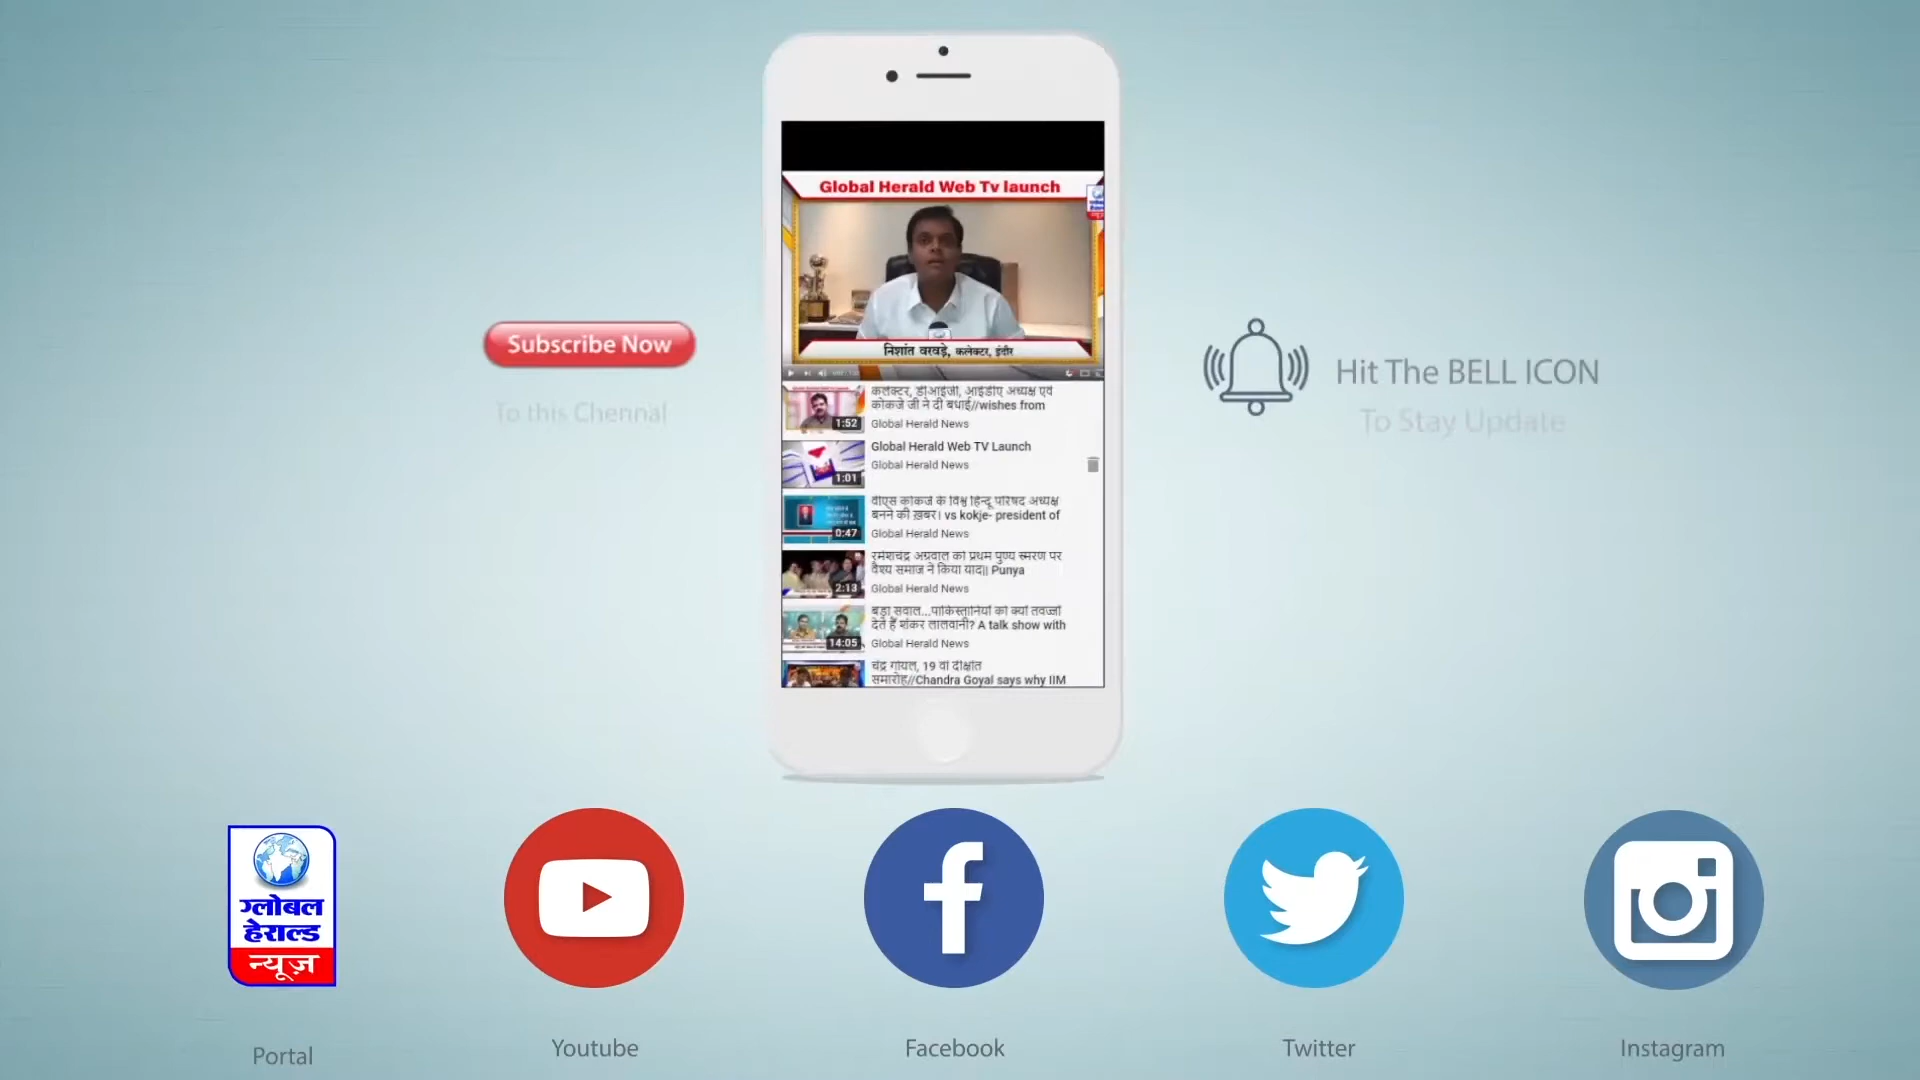 Global Herald Web Tv launch
निशांत वरवड़े, कलेक्टर, इंदौर
कलेक्टर, डीआईजी, आईडीए अध्यक्ष एवं
कोकजे जी ने दी बधाई//wishes from
Global Herald News
1:52
Global Herald Web TV Launch
Global Herald News
1:01
वीएस कोकजे के विश्व हिन्दू परिषद अध्यक्ष
बनने की ख़बर। vs kokje- president of
Global Herald News
0:47
रमेशचंद्र अग्रवाल को प्रथम पुण्य स्मरण पर
वैश्य समाज ने किया याद|| Punya
Global Herald News
2:13
बड़ा सवाल...पाकिस्तानियों को क्यों तवज्जो
देते हैं शंकर लालवानी? A talk show with
Global Herald News
14:05
चंद्र गोयल, 19 वां दीक्षांत
समारोह//Chandra Goyal says why IIM
Subscribe Now
To this Chennal
Hit The BELL ICON
To Stay Update
ग्लोबल
हेराल्ड
न्यूज़
Portal
Youtube
Facebook
Twitter
Instagram